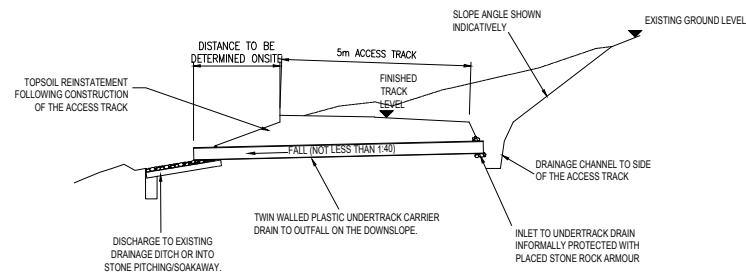 SLOPE ANGLE SHOWN
INDICATIVELY
EXISTING GROUND LEVEL
DISTANCE TO BE
DETERMINED ONSITE
5m ACCESS TRACK
TOPSOIL REINSTATEMENT
FOLLOWING CONSTRUCTION
OF THE ACCESS TRACK
FINISHED
TRACK
LEVEL
FALL (NOT LESS THAN 1:40)
DRAINAGE CHANNEL TO SIDE
OF THE ACCESS TRACK
TWIN WALLED PLASTIC UNDERTRACK CARRIER
DRAIN TO OUTFALL ON THE DOWNSLOPE.
INLET TO UNDERTRACK DRAIN
INFORMALLY PROTECTED WITH
PLACED STONE ROCK ARMOUR
DISCHARGE TO EXISTING
DRAINAGE DITCH OR INTO
STONE PITCHING/SOAKAWAY.